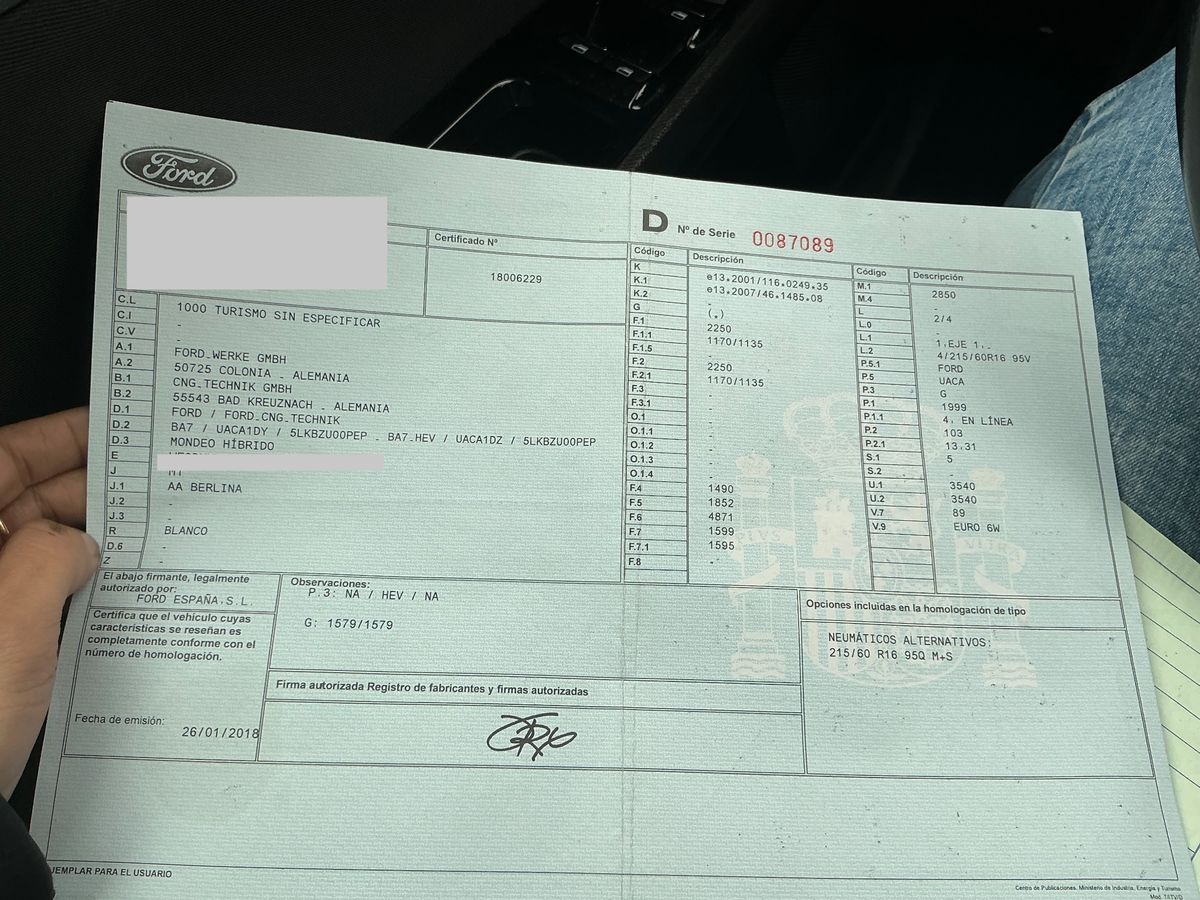 Ford
D Nº de Serie 0087089
Certificado Nº
18006229
C.L 1000 TURISMO SIN ESPECIFICAR
C.I -
C.V -
A.1 FORD-WERKE GMBH
A.2 50725 COLONIA - ALEMANIA
B.1 CNG-TECHNIK GMBH
B.2 55543 BAD KREUZNACH - ALEMANIA
D.1 FORD / FORD-CNG-TECHNIK
D.2 BA7 / UACA1DY / 5LKBZU00PEP - BA7-HEV / UACA1DZ / 5LKBZU00PEP
D.3 MONDEO HÍBRIDO
E
J M1
J.1 AA BERLINA
J.2 -
J.3 -
R BLANCO
D.6 -
Z -
Código Descripción
K e13*2001/116*0249*35
K.1 e13*2007/46*1485*08
K.2 -
G (*)
F.1 2250
F.1.1 1170/1135
F.1.5 -
F.2 2250
F.2.1 1170/1135
F.3 -
F.3.1 -
O.1 -
O.1.1 -
O.1.2 -
O.1.3 -
O.1.4 -
F.4 1490
F.5 1852
F.6 4871
F.7 1599
F.7.1 1595
F.8 -
Código Descripción
M.1 2850
M.4 -
L 2/4
L.0
L.1 1-EJE 1.-
L.2 4/215/60R16 95V
P.5.1 FORD
P.5 UACA
P.3 G
P.1 1999
P.1.1 4, EN LÍNEA
P.2 103
P.2.1 13,31
S.1 5
S.2 -
U.1 3540
U.2 3540
V.7 89
V.9 EURO 6W
PLVS VLTRA
El abajo firmante, legalmente
autorizado por:
FORD ESPAÑA,S.L.
Certifica que el vehículo cuyas
características se reseñan es
completamente conforme con el
número de homologación.
Fecha de emisión:
26/01/2018
Observaciones:
P.3: NA / HEV / NA
G: 1579/1579
Firma autorizada Registro de fabricantes y firmas autorizadas
Opciones incluidas en la homologación de tipo
NEUMÁTICOS ALTERNATIVOS:
215/60 R16 95Q M+S
EJEMPLAR PARA EL USUARIO
Centro de Publicaciones. Ministerio de Industria, Energía y Turismo